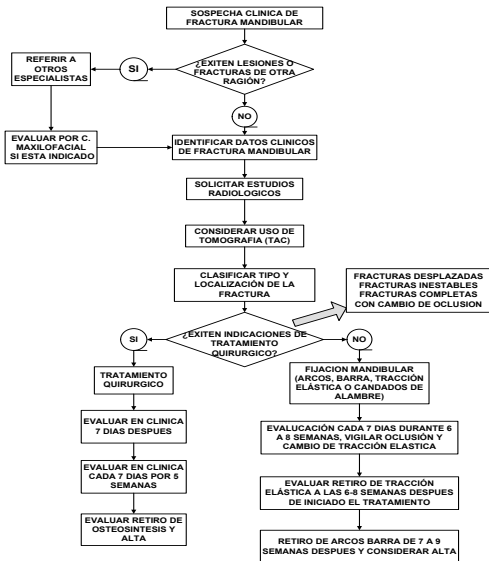 SOSPECHA CLINICA DE
FRACTURA MANDIBULAR
¿EXITEN LESIONES O
FRACTURAS DE OTRA
RAGIÓN?
SI
REFERIR A
OTROS
ESPECIALISTAS
NO
EVALUAR POR C.
MAXILOFACIAL
SI ESTA INDICADO
IDENTIFICAR DATOS CLINICOS
DE FRACTURA MANDIBULAR
SOLICITAR ESTUDIOS
RADIOLOGICOS
CONSIDERAR USO DE
TOMOGRAFIA (TAC)
CLASIFICAR TIPO Y
LOCALIZACIÓN DE LA
FRACTURA
FRACTURAS DESPLAZADAS
FRACTURAS INESTABLES
FRACTURAS COMPLETAS
CON CAMBIO DE OCLUSION
¿EXITEN INDICACIONES DE
TRATAMIENTO
QUIRURGICO?
SI
NO
TRATAMIENTO
QUIRURGICO
EVALUAR EN CLINICA
7 DIAS DESPUES
EVALUAR EN CLINICA
CADA 7 DIAS POR 5
SEMANAS
EVALUAR RETIRO DE
OSTEOSINTESIS Y
ALTA
FIJACION MANDIBULAR
(ARCOS, BARRA, TRACCIÓN
ELÁSTICA O CANDADOS DE
ALAMBRE)
EVALUCACIÓN CADA 7 DIAS DURANTE 6
A 8 SEMANAS, VIGILAR OCLUSIÓN Y
CAMBIO DE TRACCIÓN ELASTICA
EVALUAR RETIRO DE TRACCIÓN
ELÁSTICA A LAS 6-8 SEMANAS DESPUES
DE INICIADO EL TRATAMIENTO
RETIRO DE ARCOS BARRA DE 7 A 9
SEMANAS DESPUES Y CONSIDERAR ALTA